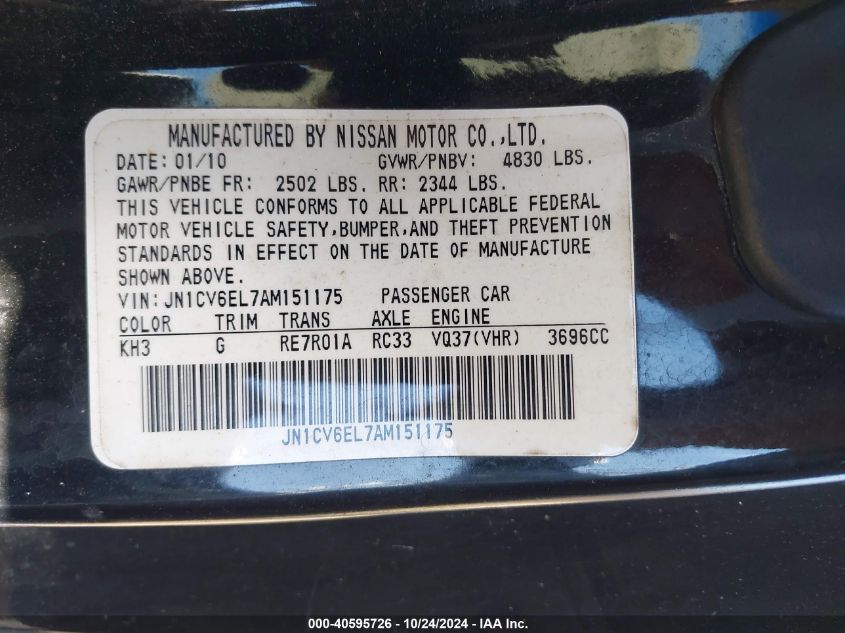 MANUFACTURED BY NISSAN MOTOR CO.,LTD.
DATE: 01/10 GVWR/PNBV: 4830 LBS.
GAWR/PNBE FR: 2502 LBS. RR: 2344 LBS.
THIS VEHICLE CONFORMS TO ALL APPLICABLE FEDERAL
MOTOR VEHICLE SAFETY,BUMPER,AND THEFT PREVENTION
STANDARDS IN EFFECT ON THE DATE OF MANUFACTURE
SHOWN ABOVE.
VIN: JN1CV6EL7AM151175 PASSENGER CAR
COLOR TRIM TRANS AXLE ENGINE
KH3 G RE7R01A RC33 VQ37(VHR) 3696CC
JN1CV6EL7AM151175
000-40595726 - 10/24/2024 - IAA Inc.